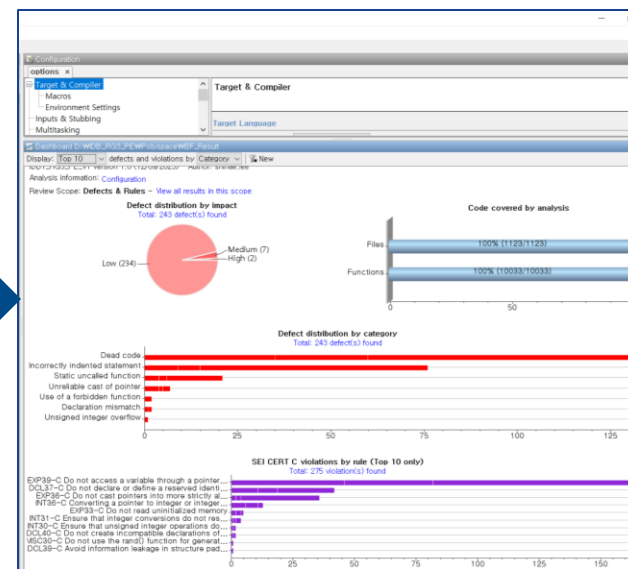 Configuration
options ×
Target & Compiler
Macros
Environment Settings
Inputs & Stubbing
Multitasking
Target & Compiler
Target Language
Display: Top 10 defects and violations by Category New
Analysis information: Configuration
Review Scope: Defects & Rules - View all results in this scope
Defect distribution by impact
Total: 243 defect(s) found
Low (234)
Medium (7)
High (2)
Code covered by analysis
Files
100% (1123/1123)
Functions
100% (10033/10033)
0 50
Defect distribution by category
Total: 243 defect(s) found
Dead code
Incorrectly indented statement
Static uncalled function
Unreliable cast of pointer
Use of a forbidden function
Declaration mismatch
Unsigned integer overflow
0 25 50 75 100 125
SEI CERT C violations by rule (Top 10 only)
Total: 275 violation(s) found
EXP39-C Do not access a variable through a pointer...
DCL37-C Do not declare or define a reserved identi...
EXP36-C Do not cast pointers into more strictly al...
INT36-C Converting a pointer to integer or integer...
EXP33-C Do not read uninitialized memory
INT31-C Ensure that integer conversions do not res...
INT30-C Ensure that unsigned integer operations do...
DCL40-C Do not create incompatible declarations of...
MSC30-C Do not use the rand() function for generat...
DCL39-C Avoid information leakage in structure pad...
0 25 50 75 100 125 150